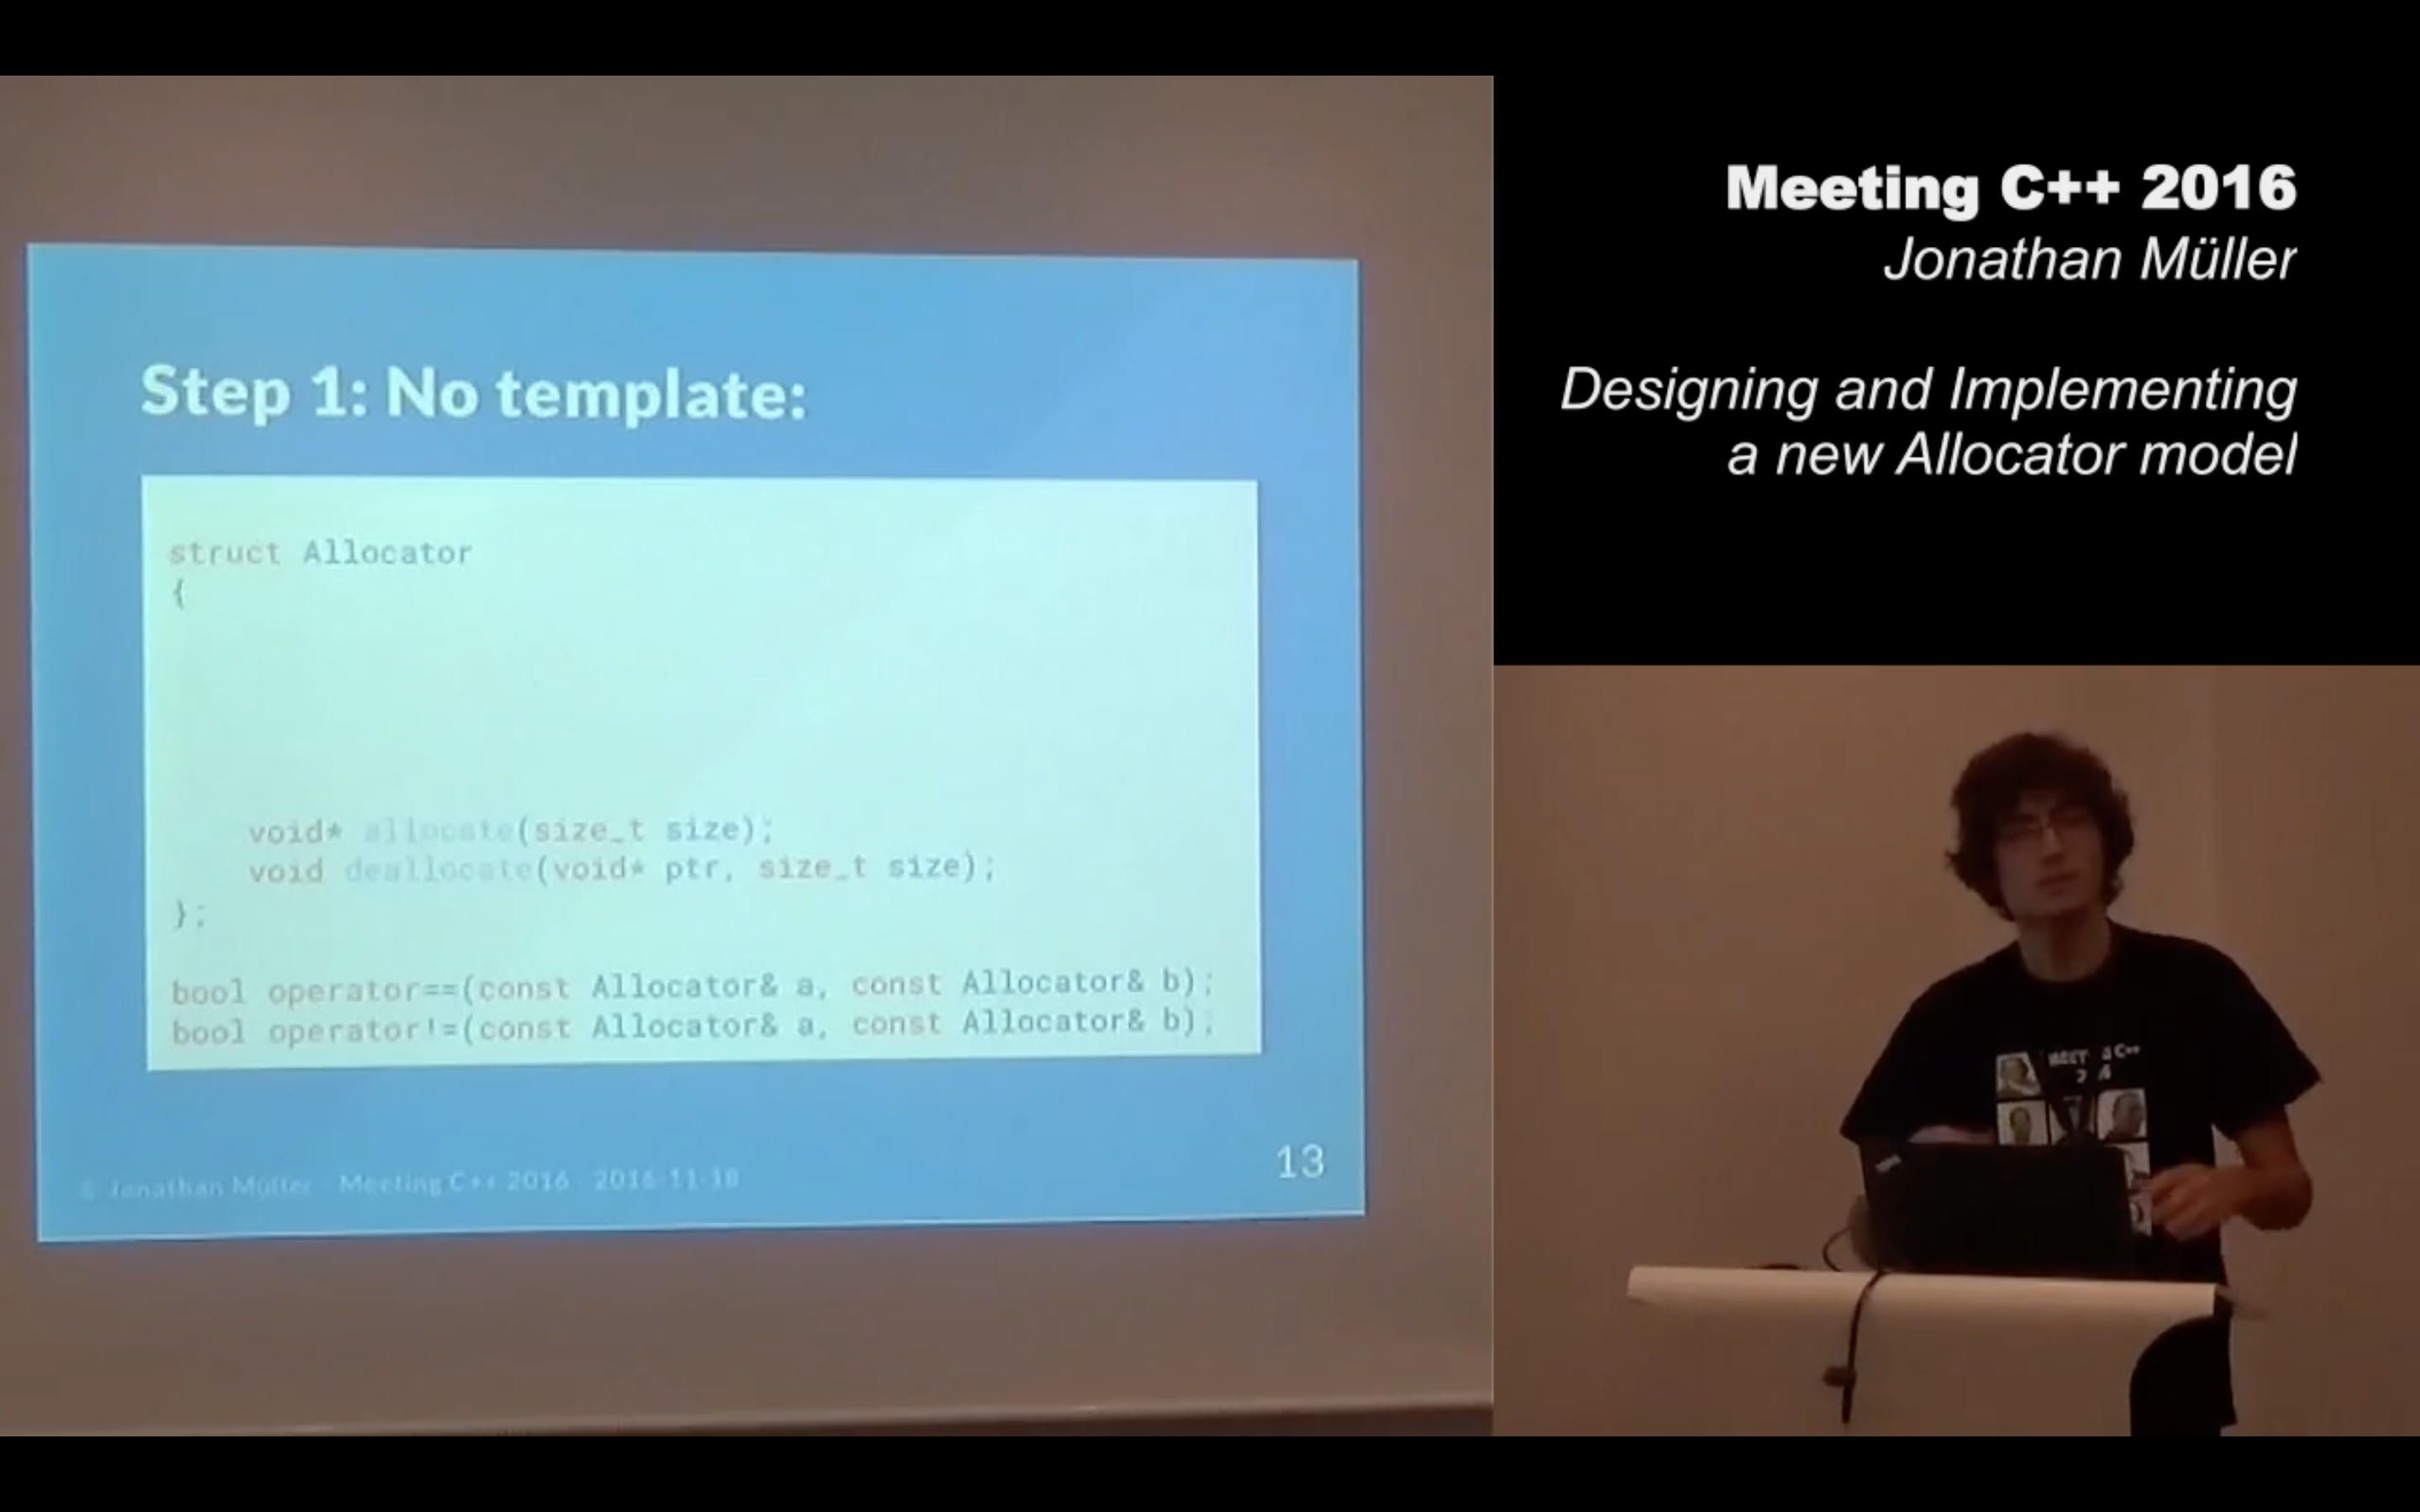 Meeting C++ 2016
Jonathan Müller
Designing and Implementing
a new Allocator model
Step 1: No template:
struct Allocator
{
void* allocate(size_t size);
void deallocate(void* ptr, size_t size);
};
bool operator==(const Allocator& a, const Allocator& b);
bool operator!=(const Allocator& a, const Allocator& b);
© Jonathan Müller - Meeting C++ 2016 - 2016-11-18
13